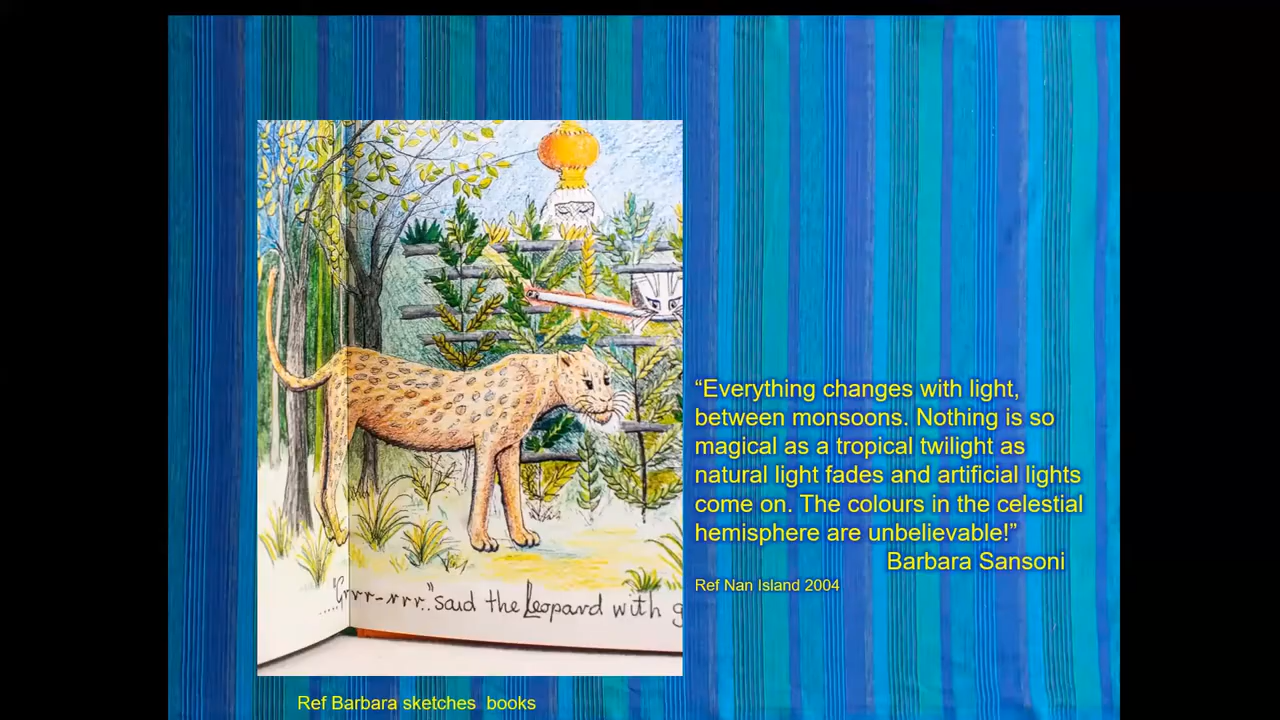 "Grrr-rrr.." said the Leopard with g
“Everything changes with light,
between monsoons. Nothing is so
magical as a tropical twilight as
natural light fades and artificial lights
come on. The colours in the celestial
hemisphere are unbelievable!”
Barbara Sansoni
Ref Nan Island 2004
Ref Barbara sketches  books